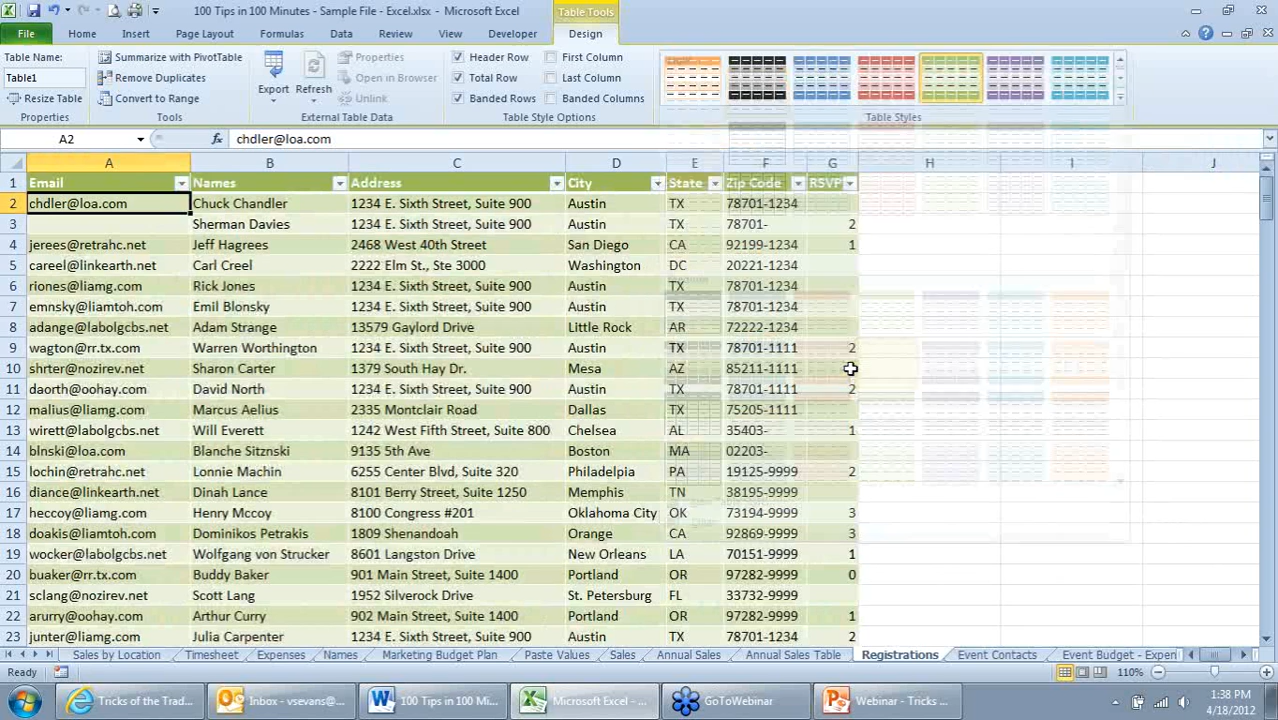 100 Tips in 100 Minutes - Sample File - Excel.xlsx - Microsoft Excel
Table Tools
File Home Insert Page Layout Formulas Data Review View Developer Design
Table Name: Summarize with PivotTable Properties Header Row First Column
Table1 Remove Duplicates Open in Browser Total Row Last Column
Resize Table Convert to Range Export Refresh Unlink Banded Rows Banded Columns
Properties Tools External Table Data Table Style Options Table Styles
A2 fx chdler@loa.com
A B C D E F G H I J
1 Email Names Address City State Zip Code RSVP
2 chdler@loa.com Chuck Chandler 1234 E. Sixth Street, Suite 900 Austin TX 78701-1234
3 Sherman Davies 1234 E. Sixth Street, Suite 900 Austin TX 78701- 2
4 jerees@retrahc.net Jeff Hagrees 2468 West 40th Street San Diego CA 92199-1234 1
5 careel@linkearth.net Carl Creel 2222 Elm St., Ste 3000 Washington DC 20221-1234
6 riones@liamg.com Rick Jones 1234 E. Sixth Street, Suite 900 Austin TX 78701-1234
7 emnsky@liamtoh.com Emil Blonsky 1234 E. Sixth Street, Suite 900 Austin TX 78701-1234
8 adange@labolgcbs.net Adam Strange 13579 Gaylord Drive Little Rock AR 72222-1234
9 wagton@rr.tx.com Warren Worthington 1234 E. Sixth Street, Suite 900 Austin TX 78701-1111 2
10 shrter@nozirev.net Sharon Carter 1379 South Hay Dr. Mesa AZ 85211-1111
11 daorth@oohay.com David North 1234 E. Sixth Street, Suite 900 Austin TX 78701-1111 2
12 malius@liamg.com Marcus Aelius 2335 Montclair Road Dallas TX 75205-1111
13 wirett@labolgcbs.net Will Everett 1242 West Fifth Street, Suite 800 Chelsea AL 35403- 1
14 blnski@loa.com Blanche Sitznski 9135 5th Ave Boston MA 02203-
15 lochin@retrahc.net Lonnie Machin 6255 Center Blvd, Suite 320 Philadelpia PA 19125-9999 2
16 diance@linkearth.net Dinah Lance 8101 Berry Street, Suite 1250 Memphis TN 38195-9999
17 heccoy@liamg.com Henry Mccoy 8100 Congress #201 Oklahoma City OK 73194-9999 3
18 doakis@liamtoh.com Dominikos Petrakis 1809 Shenandoah Orange CA 92869-9999 3
19 wocker@labolgcbs.net Wolfgang von Strucker 8601 Langston Drive New Orleans LA 70151-9999 1
20 buaker@rr.tx.com Buddy Baker 901 Main Street, Suite 1400 Portland OR 97282-9999 0
21 sclang@nozirev.net Scott Lang 1952 Silverock Drive St. Petersburg FL 33732-9999
22 arurry@oohay.com Arthur Curry 902 Main Street, Suite 1400 Portland OR 97282-9999 1
23 junter@liamg.com Julia Carpenter 1234 E. Sixth Street, Suite 900 Austin TX 78701-1234 2
Sales by Location Timesheet Expenses Names Marketing Budget Plan Paste Values Sales Annual Sales Annual Sales Table Registrations Event Contacts Event Budget - Expen
Ready 110%
Tricks of the Trad... Inbox - vsevans@... 100 Tips in 100 Mi... Microsoft Excel - ... GoToWebinar Webinar - Tricks ... 1:38 PM
4/18/2012